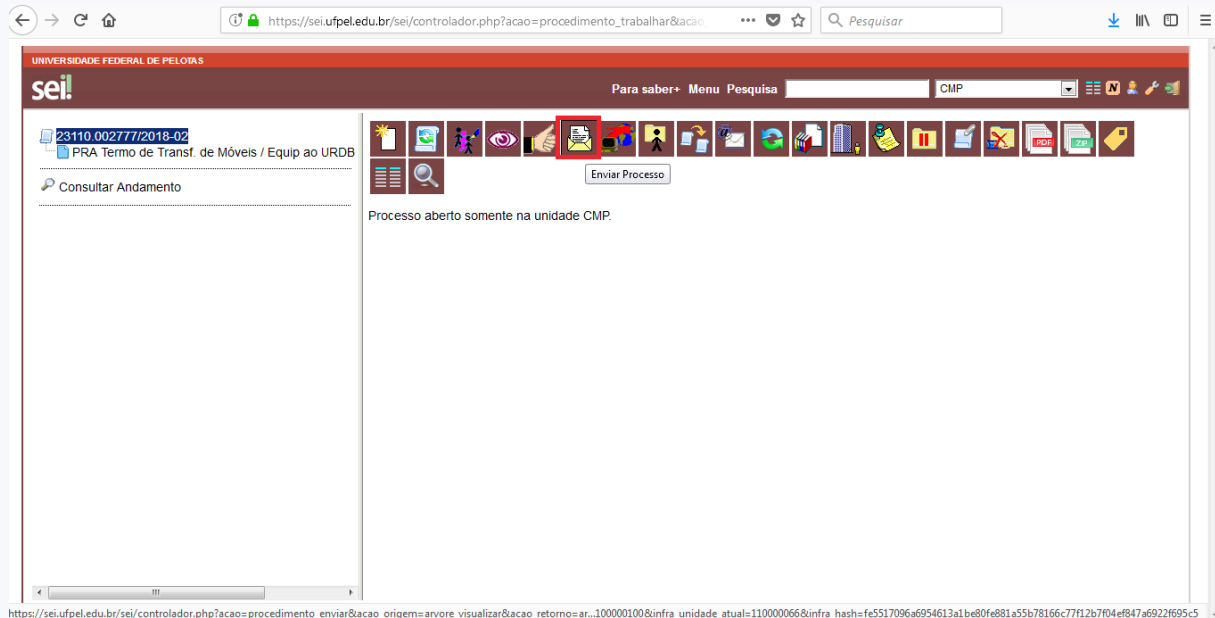 https://sei.ufpel.edu.br/sei/controlador.php?acao=procedimento_trabalhar&acao_
Pesquisar
UNIVERSIDADE FEDERAL DE PELOTAS
sei!
Para saber+ Menu Pesquisa
CMP
N
23110.002777/2018-02
PRA Termo de Transf. de Móveis / Equip ao URDB
Consultar Andamento
PDF
ZIP
Enviar Processo
Processo aberto somente na unidade CMP.
https://sei.ufpel.edu.br/sei/controlador.php?acao=procedimento_enviar&acao_origem=arvore_visualizar&acao_retorno=ar...100000100&infra_unidade_atual=110000066&infra_hash=fe5517096a6954613a1be80fe881a55b78166c77f12b7f04ef847a6922f695c5